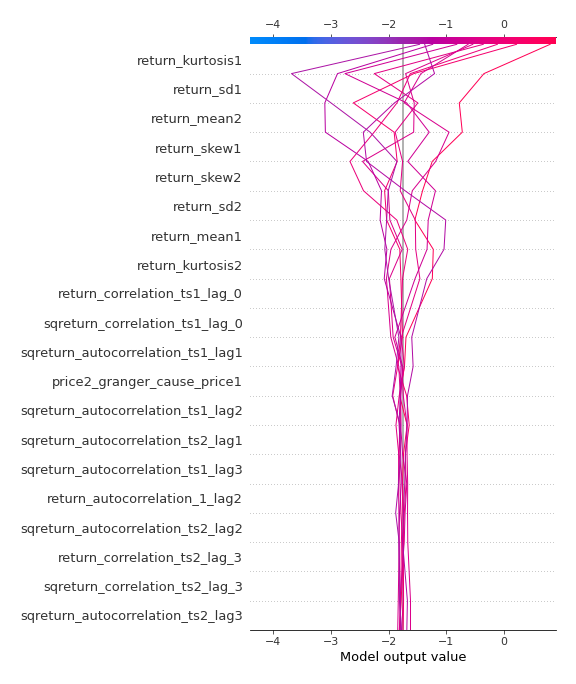 −4 −3 −2 −1 0
return_kurtosis1
return_sd1
return_mean2
return_skew1
return_skew2
return_sd2
return_mean1
return_kurtosis2
return_correlation_ts1_lag_0
sqreturn_correlation_ts1_lag_0
sqreturn_autocorrelation_ts1_lag1
price2_granger_cause_price1
sqreturn_autocorrelation_ts1_lag2
sqreturn_autocorrelation_ts2_lag1
sqreturn_autocorrelation_ts1_lag3
return_autocorrelation_1_lag2
sqreturn_autocorrelation_ts2_lag2
return_correlation_ts2_lag_3
sqreturn_correlation_ts2_lag_3
sqreturn_autocorrelation_ts2_lag3
−4 −3 −2 −1 0
Model output value